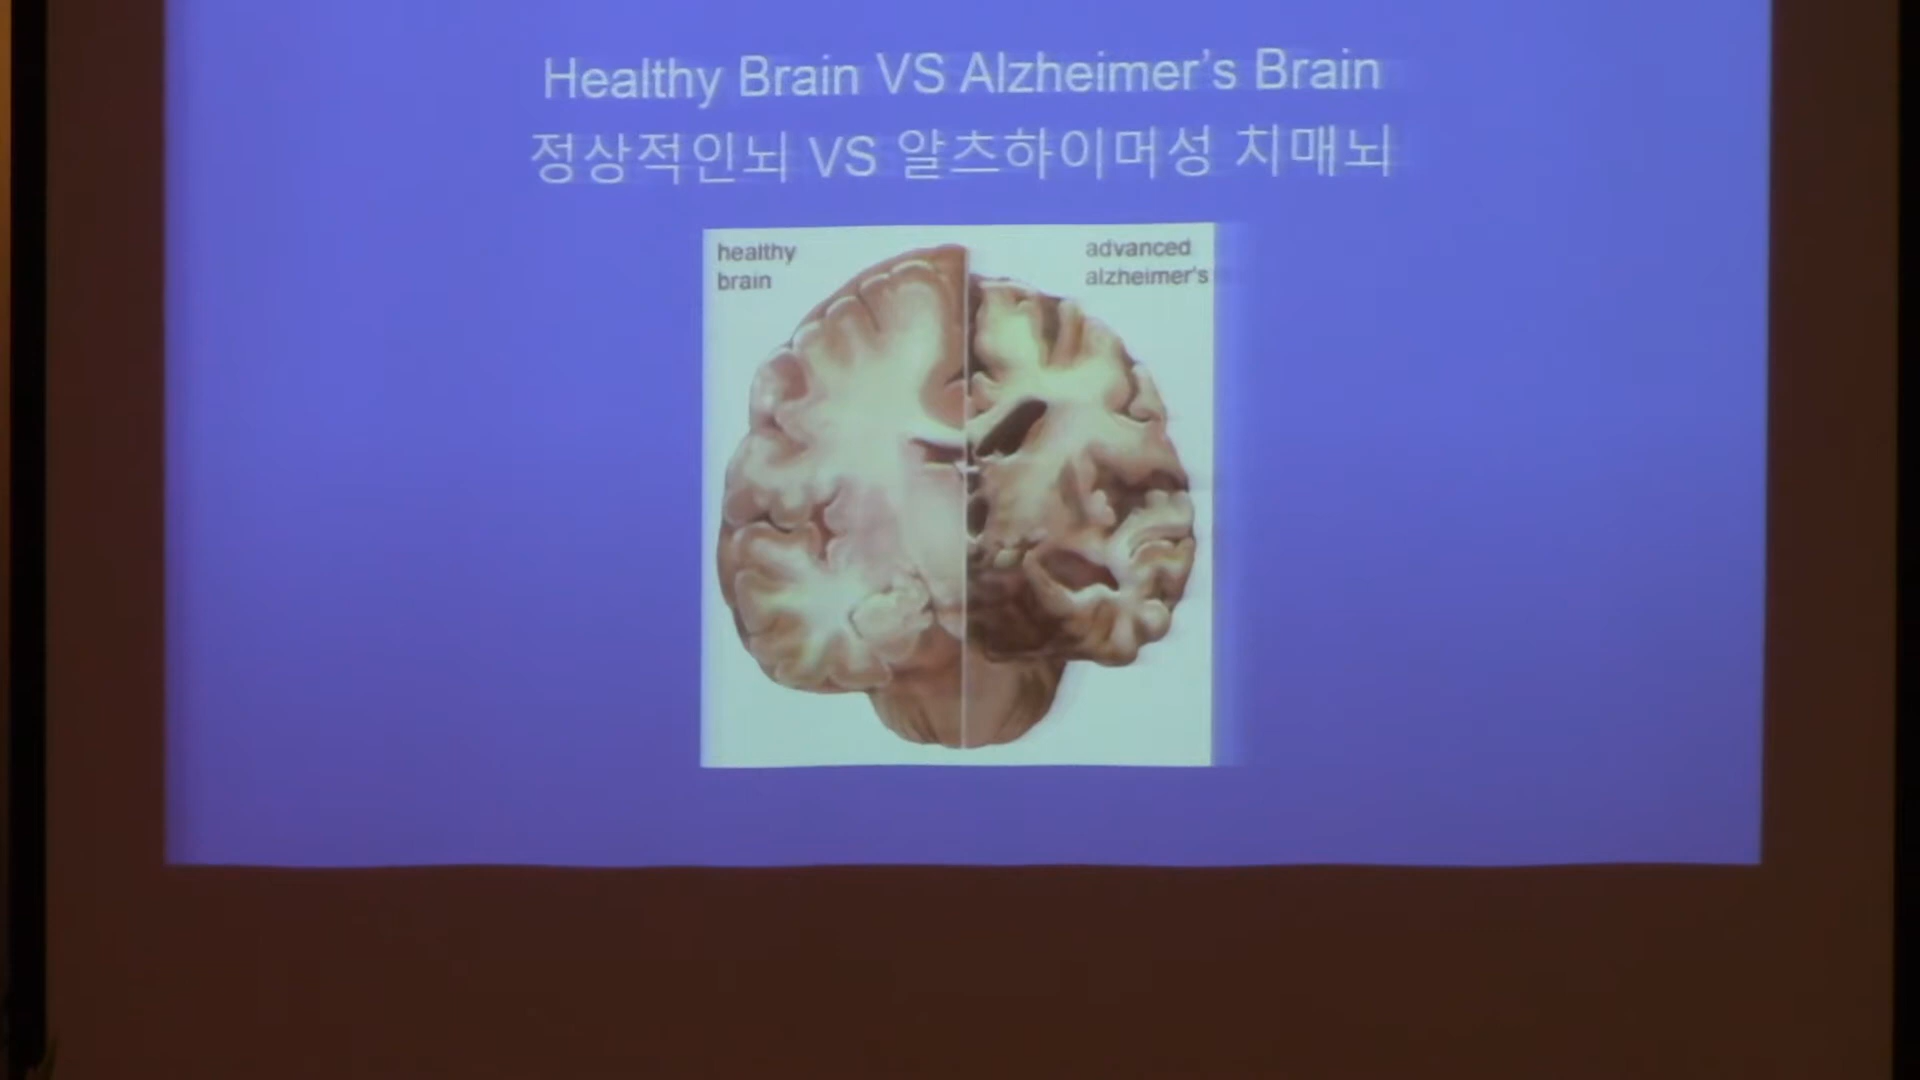 Healthy Brain VS Alzheimer's Brain
정상적인뇌 VS 알츠하이머성 치매뇌
healthy
brain
advanced
alzheimer's